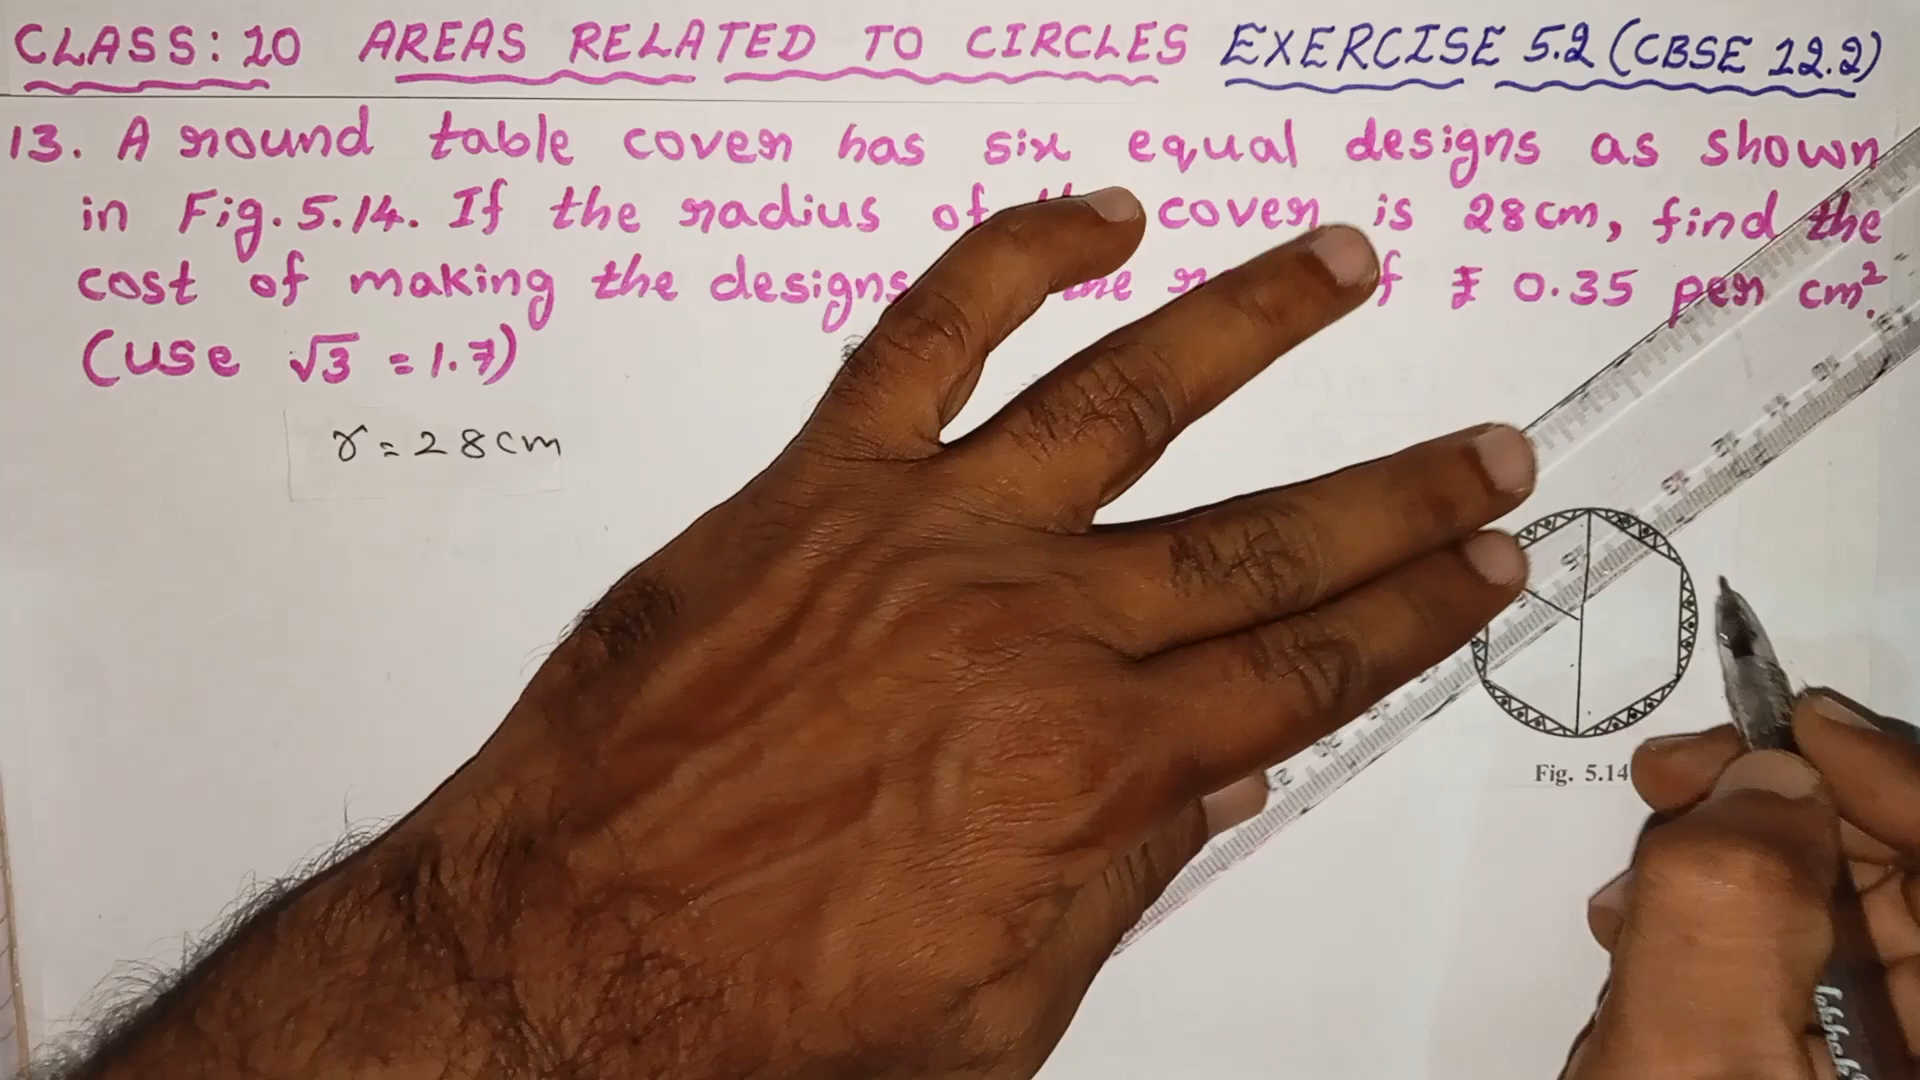 CLASS: 10 AREAS RELATED TO CIRCLES EXERCISE 5.2 (CBSE 12.2)
13. A round table cover has six equal designs as shown
in Fig. 5.14. If the radius of cover is 28cm, find the
cost of making the designs ₹ 0.35 per cm².
(use √3 = 1.7)
r = 28cm
Fig. 5.14